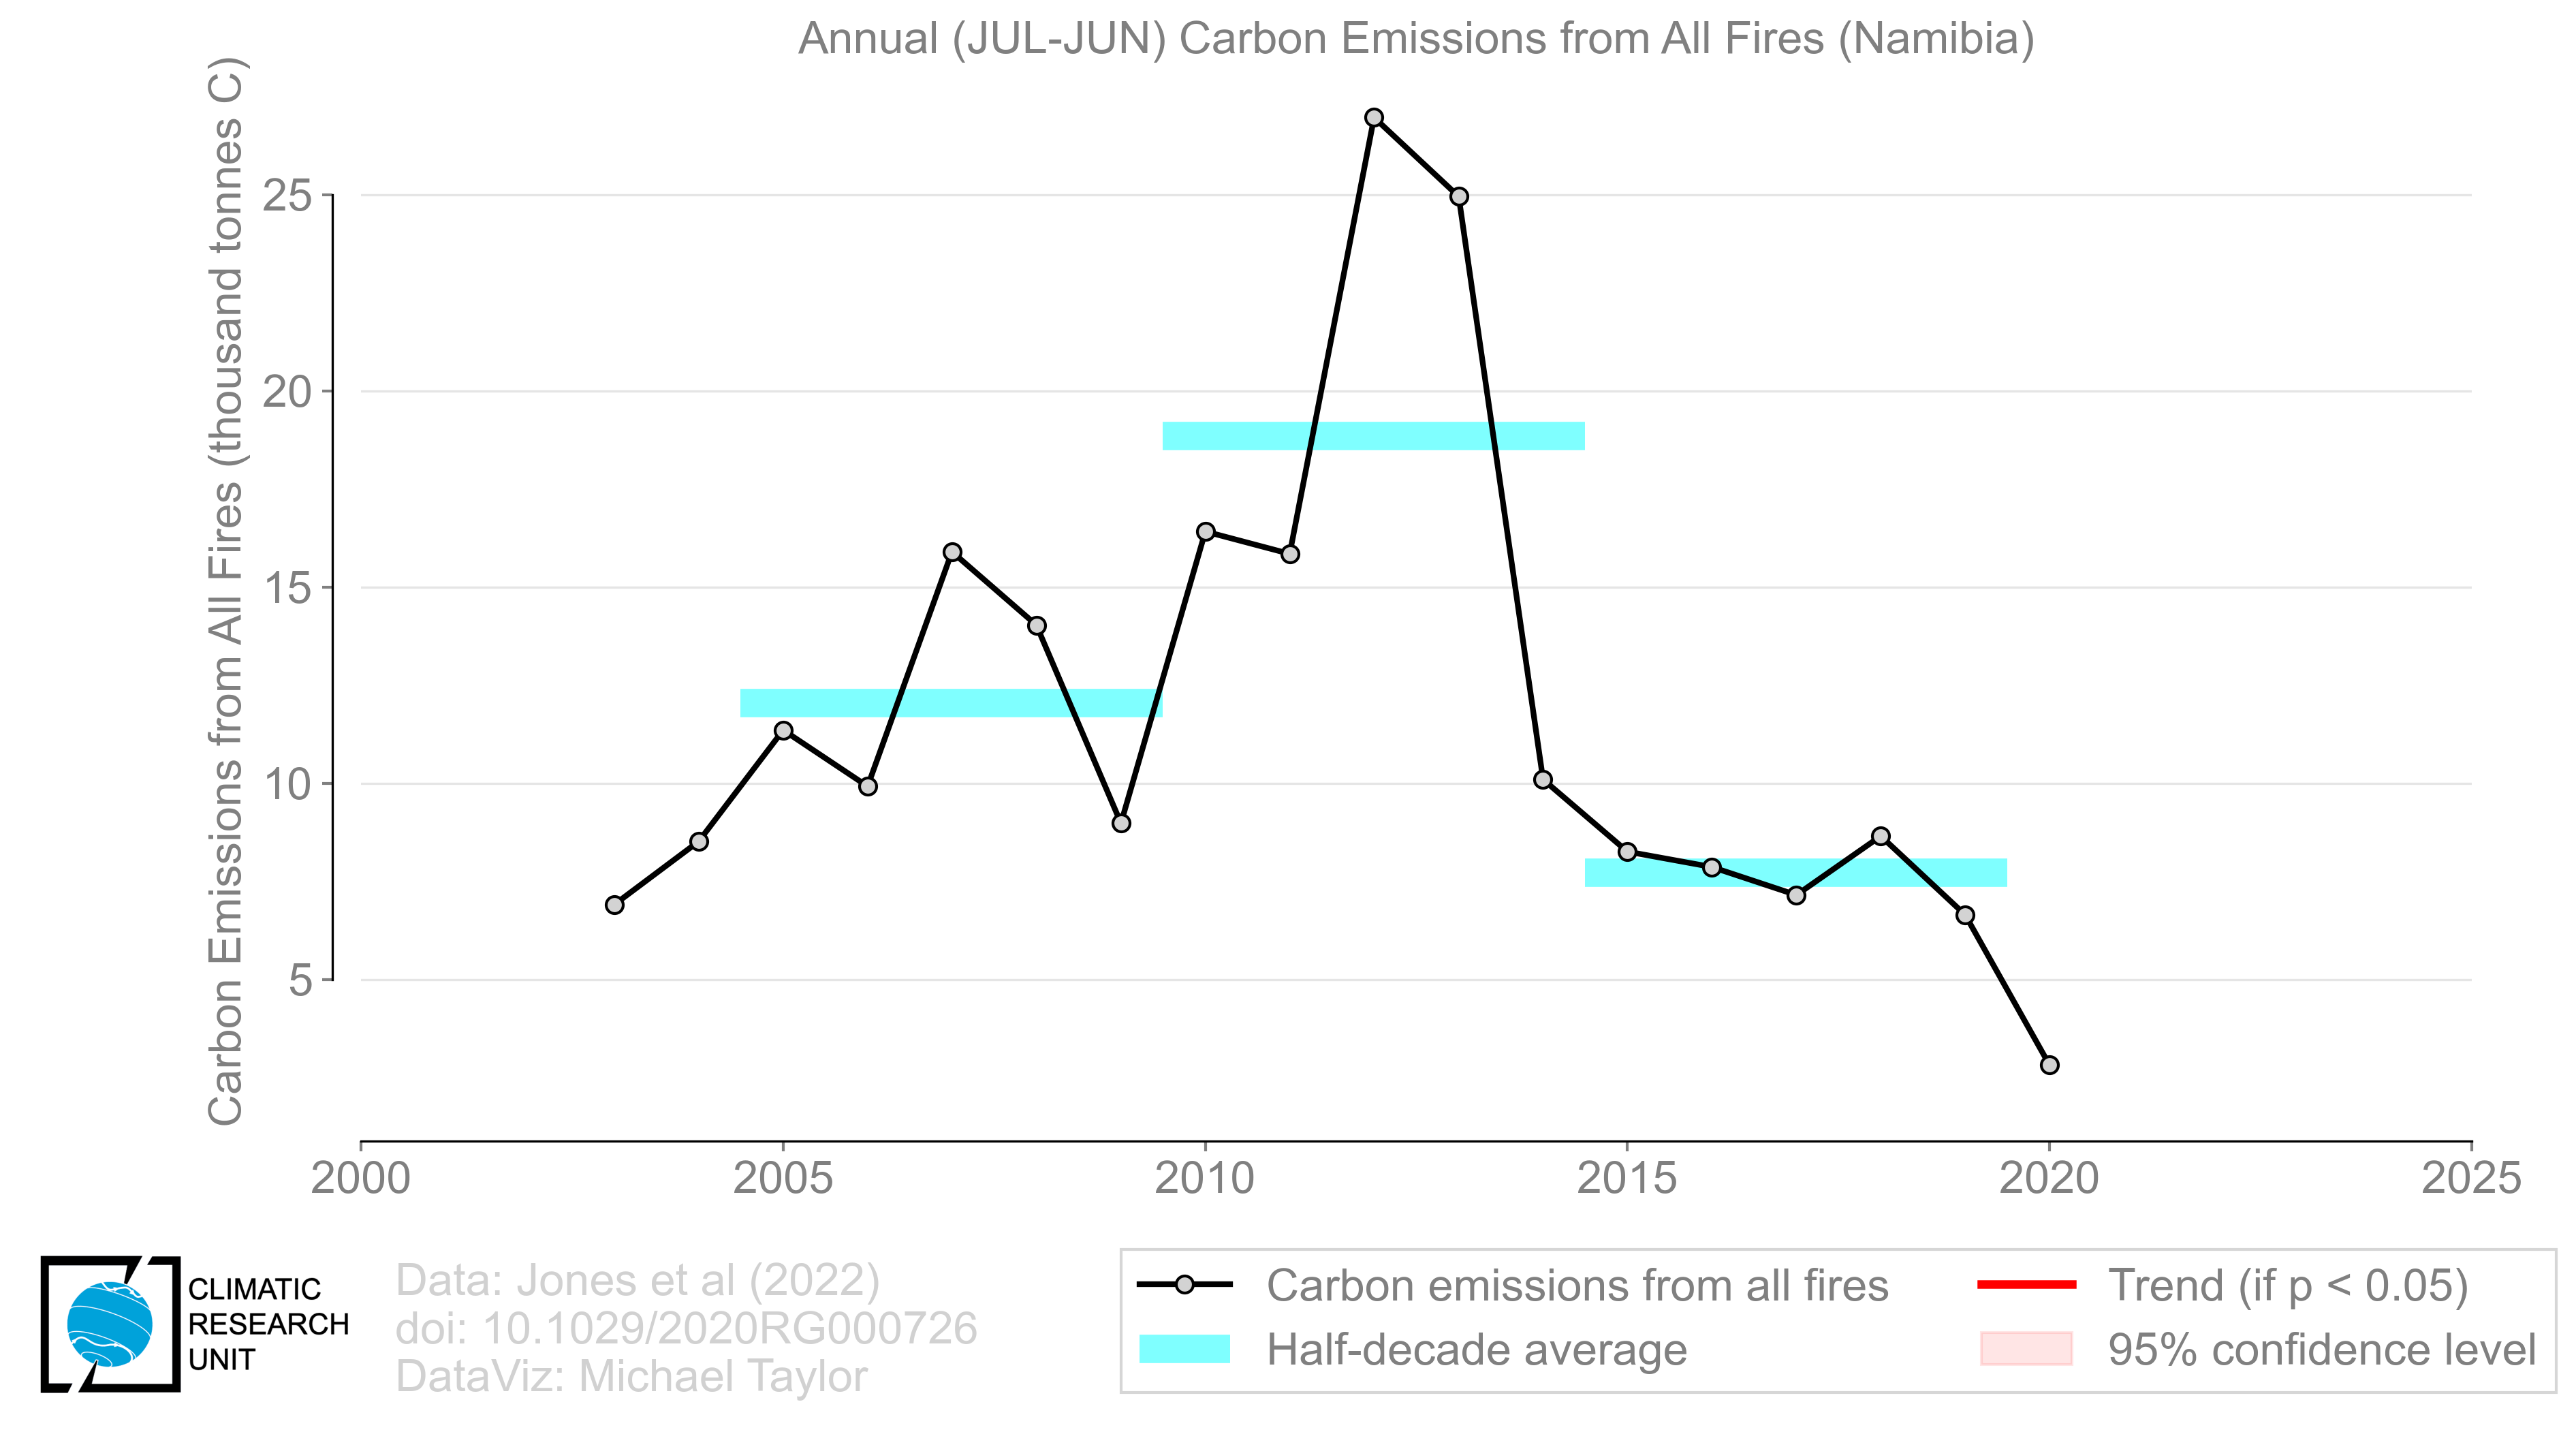 Annual (JUL-JUN) Carbon Emissions from All Fires (Namibia)
Carbon Emissions from All Fires (thousand tonnes C)
25
20
15
10
5
2000
2005
2010
2015
2020
2025
CLIMATIC
RESEARCH
UNIT
Data: Jones et al (2022)
doi: 10.1029/2020RG000726
DataViz: Michael Taylor
Carbon emissions from all fires
Half-decade average
Trend (if p < 0.05)
95% confidence level